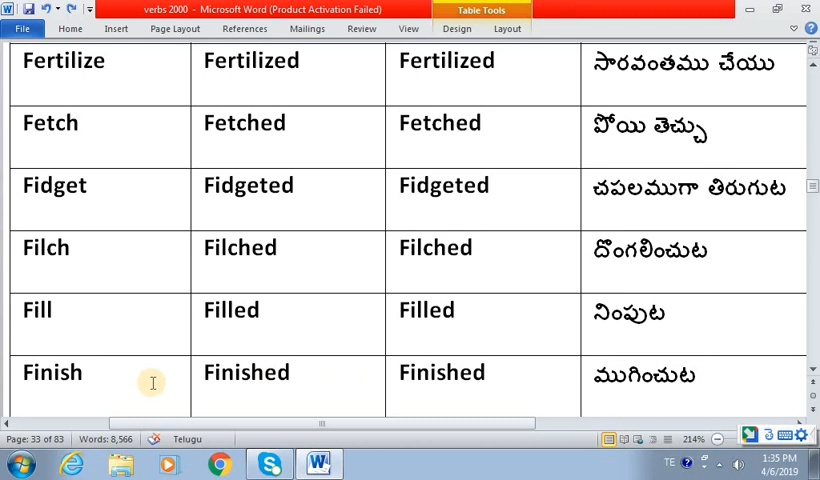 verbs 2000 - Microsoft Word (Product Activation Failed)
Table Tools
File Home Insert Page Layout References Mailings Review View Design Layout
Fertilize Fertilized Fertilized సారవంతము చేయు
Fetch Fetched Fetched పోయి తెచ్చు
Fidget Fidgeted Fidgeted చపలముగా తిరుగుట
Filch Filched Filched దొంగలించుట
Fill Filled Filled నింపుట
Finish Finished Finished ముగించుట
Page: 33 of 83 Words: 8,566 Telugu 214%
TE 1:35 PM
4/6/2019